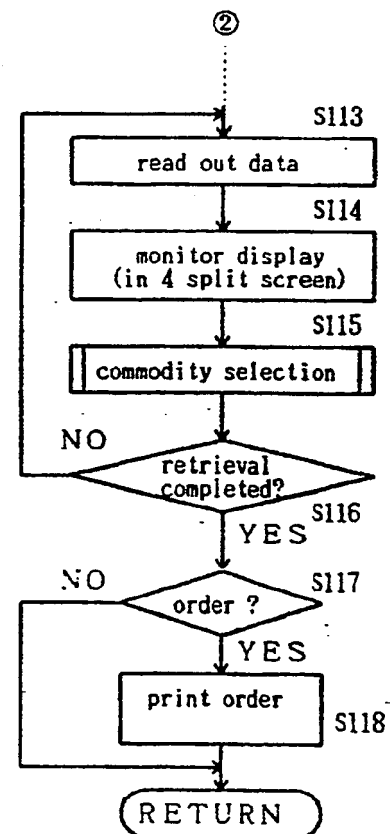 ②
S113
read out data
S114
monitor display
(in 4 split screen)
S115
commodity selection
NO
retrieval
completed?
S116
YES
S117
NO
order ?
YES
print order
S118
RETURN